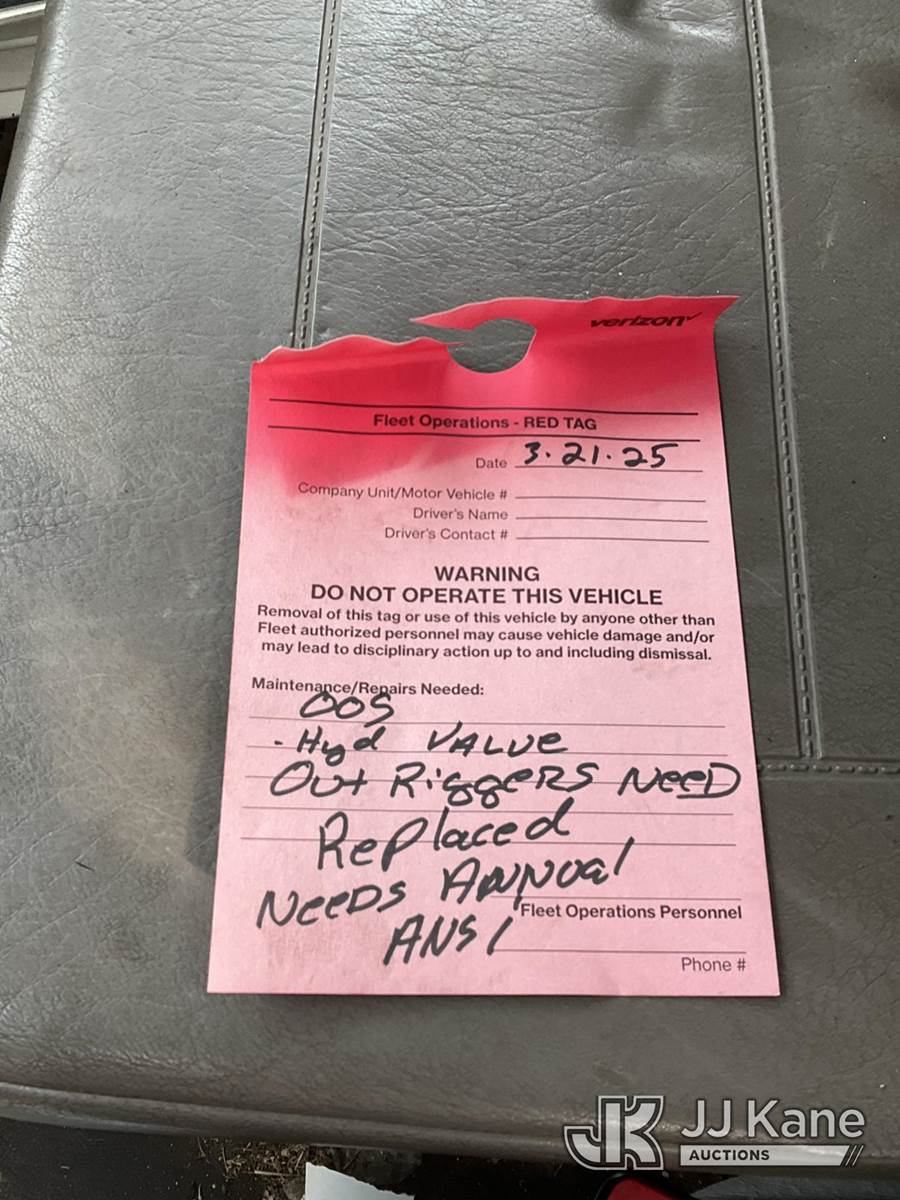 verizon
Fleet Operations - RED TAG
Date 3.21.25
Company Unit/Motor Vehicle #
Driver's Name
Driver's Contact #
WARNING
DO NOT OPERATE THIS VEHICLE
Removal of this tag or use of this vehicle by anyone other than
Fleet authorized personnel may cause vehicle damage and/or
may lead to disciplinary action up to and including dismissal.
Maintenance/Repairs Needed:
OOS
- Hyd VALVe
Out RiggeRS NeeD
RePlaced
NeeDS ANNual
Fleet Operations Personnel
ANSI
Phone #
JK JJ Kane
AUCTIONS